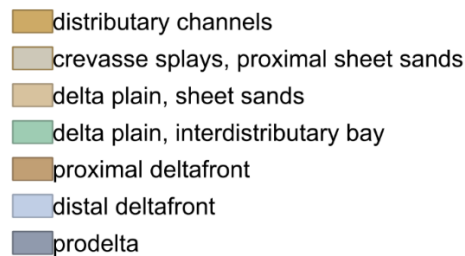 distributary channels
crevasse splays, proximal sheet sands
delta plain, sheet sands
delta plain, interdistributary bay
proximal deltafront
distal deltafront
prodelta